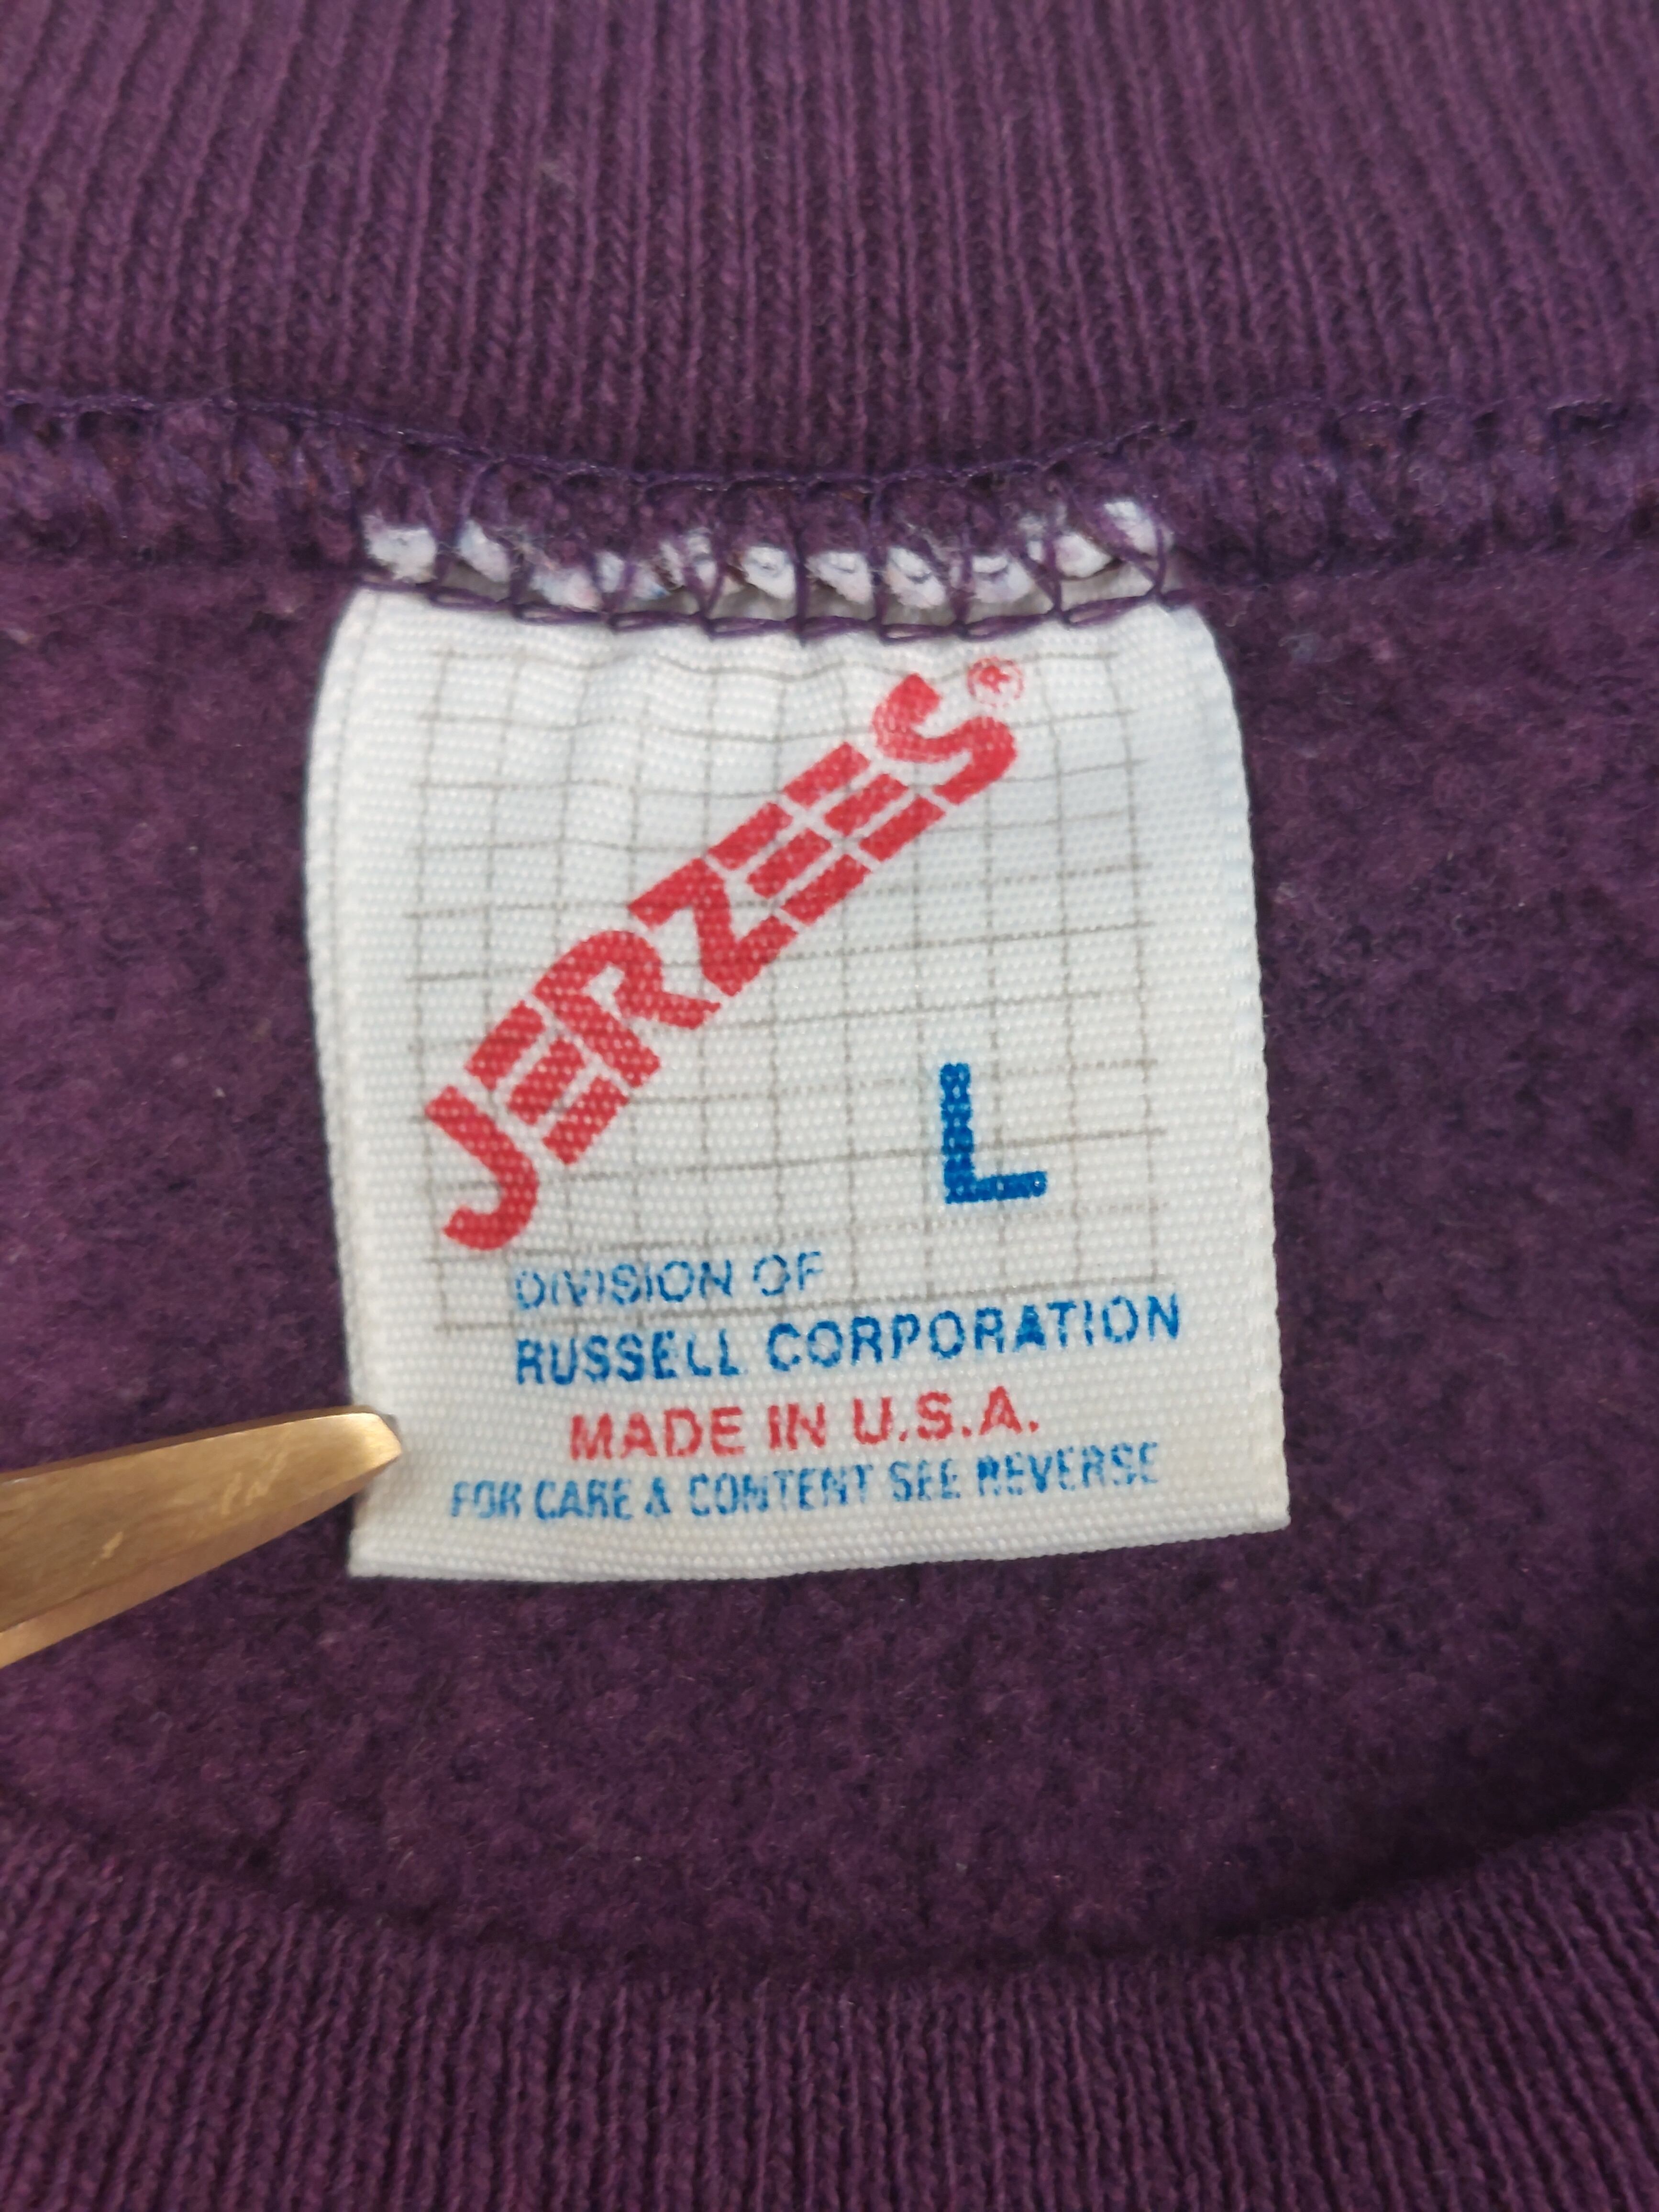 JERZEES®
L
DIVISION OF
RUSSELL CORPORATION
MADE IN U.S.A.
FOR CARE & CONTENT SEE REVERSE